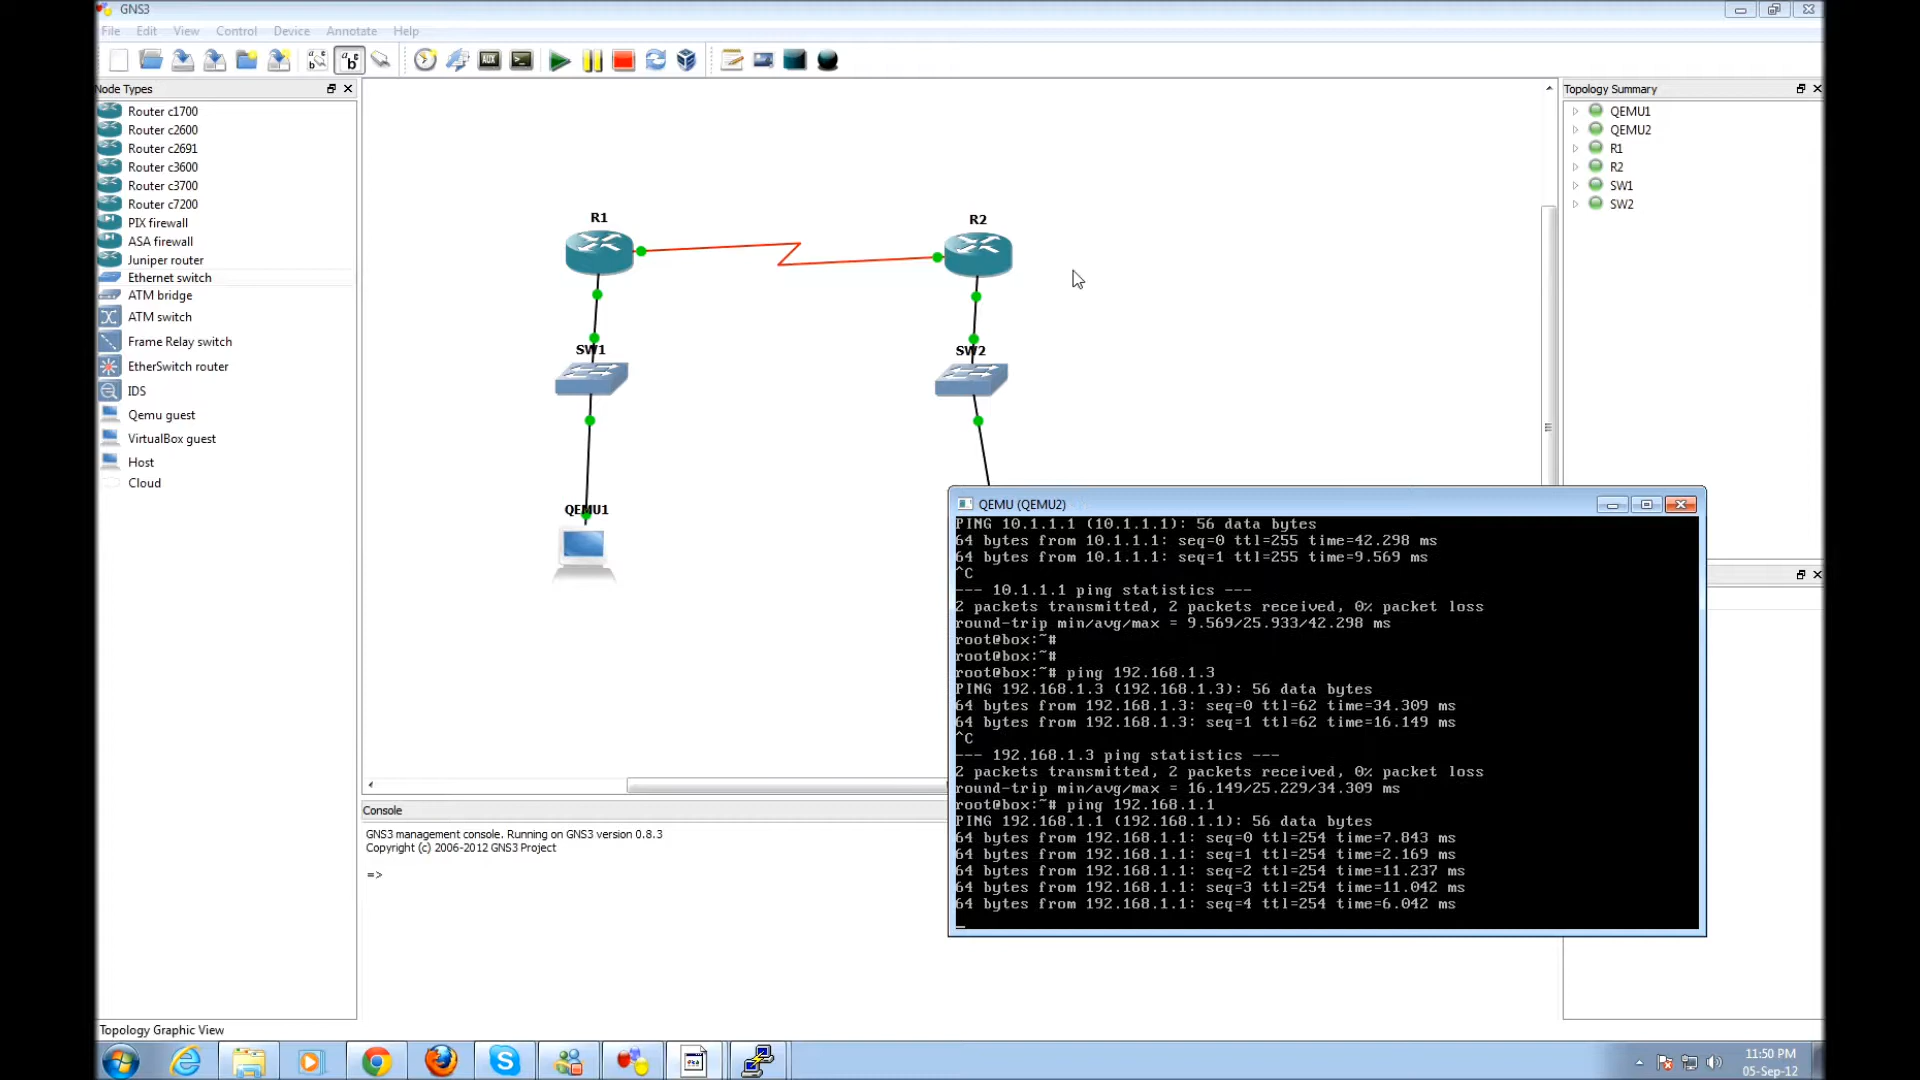 GNS3
File Edit View Control Device Annotate Help
Node Types
Router c1700
Router c2600
Router c2691
Router c3600
Router c3700
Router c7200
PIX firewall
ASA firewall
Juniper router
Ethernet switch
ATM bridge
ATM switch
Frame Relay switch
EtherSwitch router
IDS
Qemu guest
VirtualBox guest
Host
Cloud
R1
R2
SW1
SW2
QEMU1
Topology Summary
QEMU1
QEMU2
R1
R2
SW1
SW2
QEMU (QEMU2)
PING 10.1.1.1 (10.1.1.1): 56 data bytes
64 bytes from 10.1.1.1: seq=0 ttl=255 time=42.298 ms
64 bytes from 10.1.1.1: seq=1 ttl=255 time=9.569 ms
^C
--- 10.1.1.1 ping statistics ---
2 packets transmitted, 2 packets received, 0% packet loss
round-trip min/avg/max = 9.569/25.933/42.298 ms
root@box:~#
root@box:~#
root@box:~# ping 192.168.1.3
PING 192.168.1.3 (192.168.1.3): 56 data bytes
64 bytes from 192.168.1.3: seq=0 ttl=62 time=34.309 ms
64 bytes from 192.168.1.3: seq=1 ttl=62 time=16.149 ms
^C
--- 192.168.1.3 ping statistics ---
2 packets transmitted, 2 packets received, 0% packet loss
round-trip min/avg/max = 16.149/25.229/34.309 ms
root@box:~# ping 192.168.1.1
PING 192.168.1.1 (192.168.1.1): 56 data bytes
64 bytes from 192.168.1.1: seq=0 ttl=254 time=7.843 ms
64 bytes from 192.168.1.1: seq=1 ttl=254 time=2.169 ms
64 bytes from 192.168.1.1: seq=2 ttl=254 time=11.237 ms
64 bytes from 192.168.1.1: seq=3 ttl=254 time=11.042 ms
64 bytes from 192.168.1.1: seq=4 ttl=254 time=6.042 ms
Console
GNS3 management console. Running on GNS3 version 0.8.3
Copyright (c) 2006-2012 GNS3 Project
=>
Topology Graphic View
11:50 PM
05-Sep-12